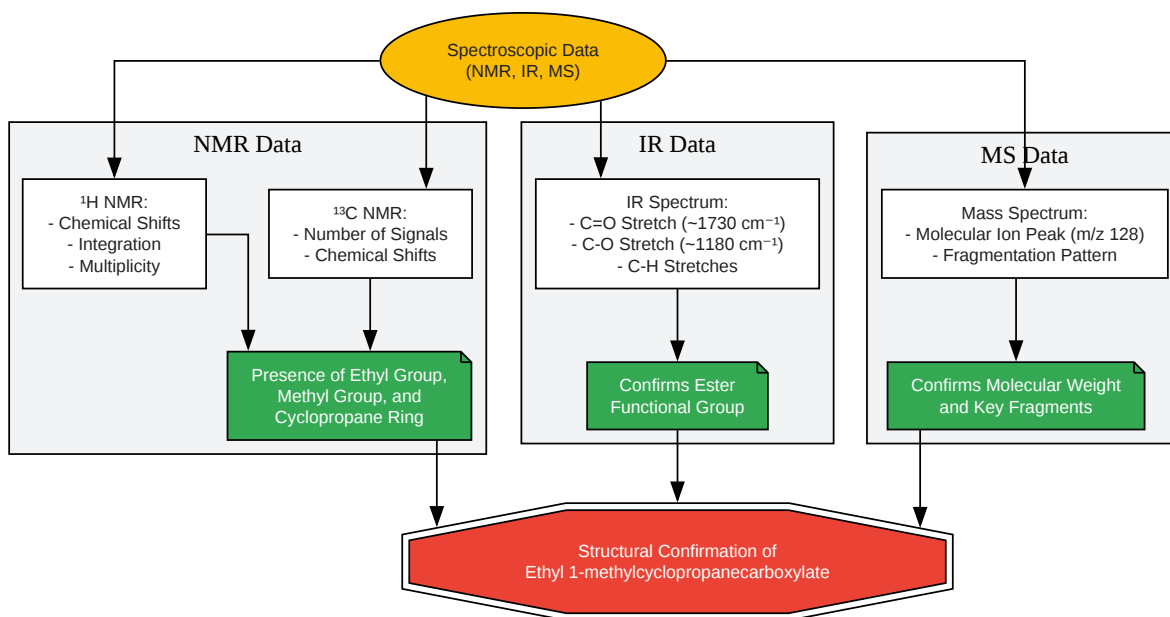 Spectroscopic Data
(NMR, IR, MS)
NMR Data
¹H NMR:
- Chemical Shifts
- Integration
- Multiplicity
¹³C NMR:
- Number of Signals
- Chemical Shifts
Presence of Ethyl Group,
Methyl Group, and
Cyclopropane Ring
IR Data
IR Spectrum:
- C=O Stretch (~1730 cm⁻¹)
- C-O Stretch (~1180 cm⁻¹)
- C-H Stretches
Confirms Ester
Functional Group
MS Data
Mass Spectrum:
- Molecular Ion Peak (m/z 128)
- Fragmentation Pattern
Confirms Molecular Weight
and Key Fragments
Structural Confirmation of
Ethyl 1-methylcyclopropanecarboxylate